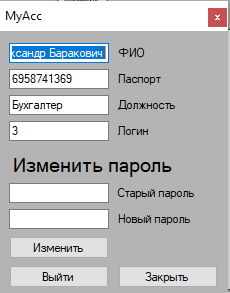 MyAcc
ксандр Баракович ФИО
6958741369 Паспорт
Бухгалтер Должность
3 Логин
Изменить пароль
Старый пароль
Новый пароль
Изменить
Выйти Закрыть